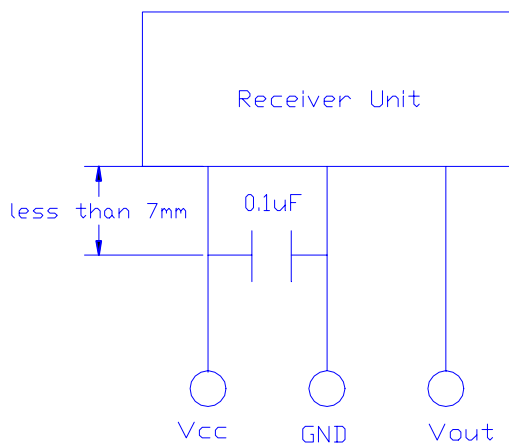 Receiver Unit
0.1uF
less than 7mm
Vcc
GND
Vout